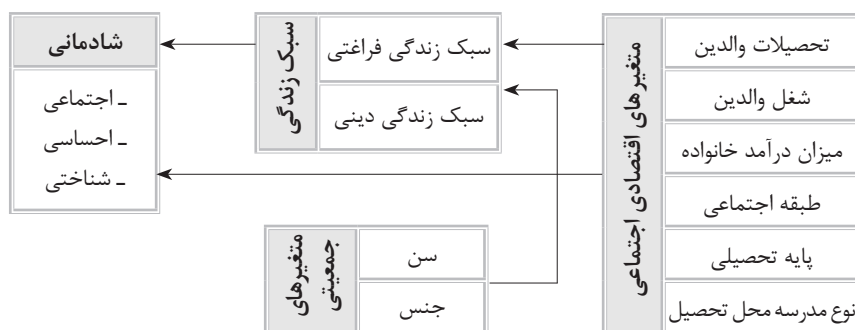 متغیرهای اقتصادی اجتماعی
تحصیلات والدین
شغل والدین
میزان درآمد خانواده
طبقه اجتماعی
پایه تحصیلی
نوع مدرسه محل تحصیل
سبک زندگی
سبک زندگی فراغتی
سبک زندگی دینی
متغیرهای
جمعیتی
سن
جنس
شادمانی
ـ اجتماعی
ـ احساسی
ـ شناختی